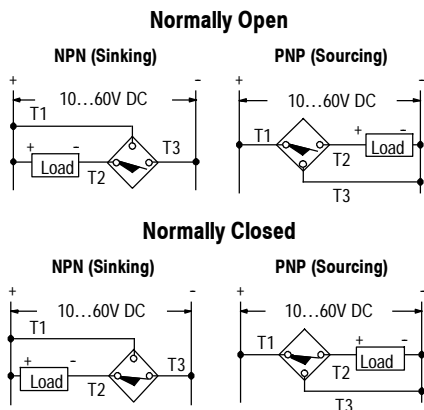 Normally Open
NPN (Sinking)
+ -
10…60V DC
T1
+ -
Load
T2
T3
PNP (Sourcing)
+ -
10…60V DC
T1
T2
+ -
Load
T3
Normally Closed
NPN (Sinking)
+ -
10…60V DC
T1
+ -
Load
T2
T3
PNP (Sourcing)
+ -
10…60V DC
T1
T2
+ -
Load
T3